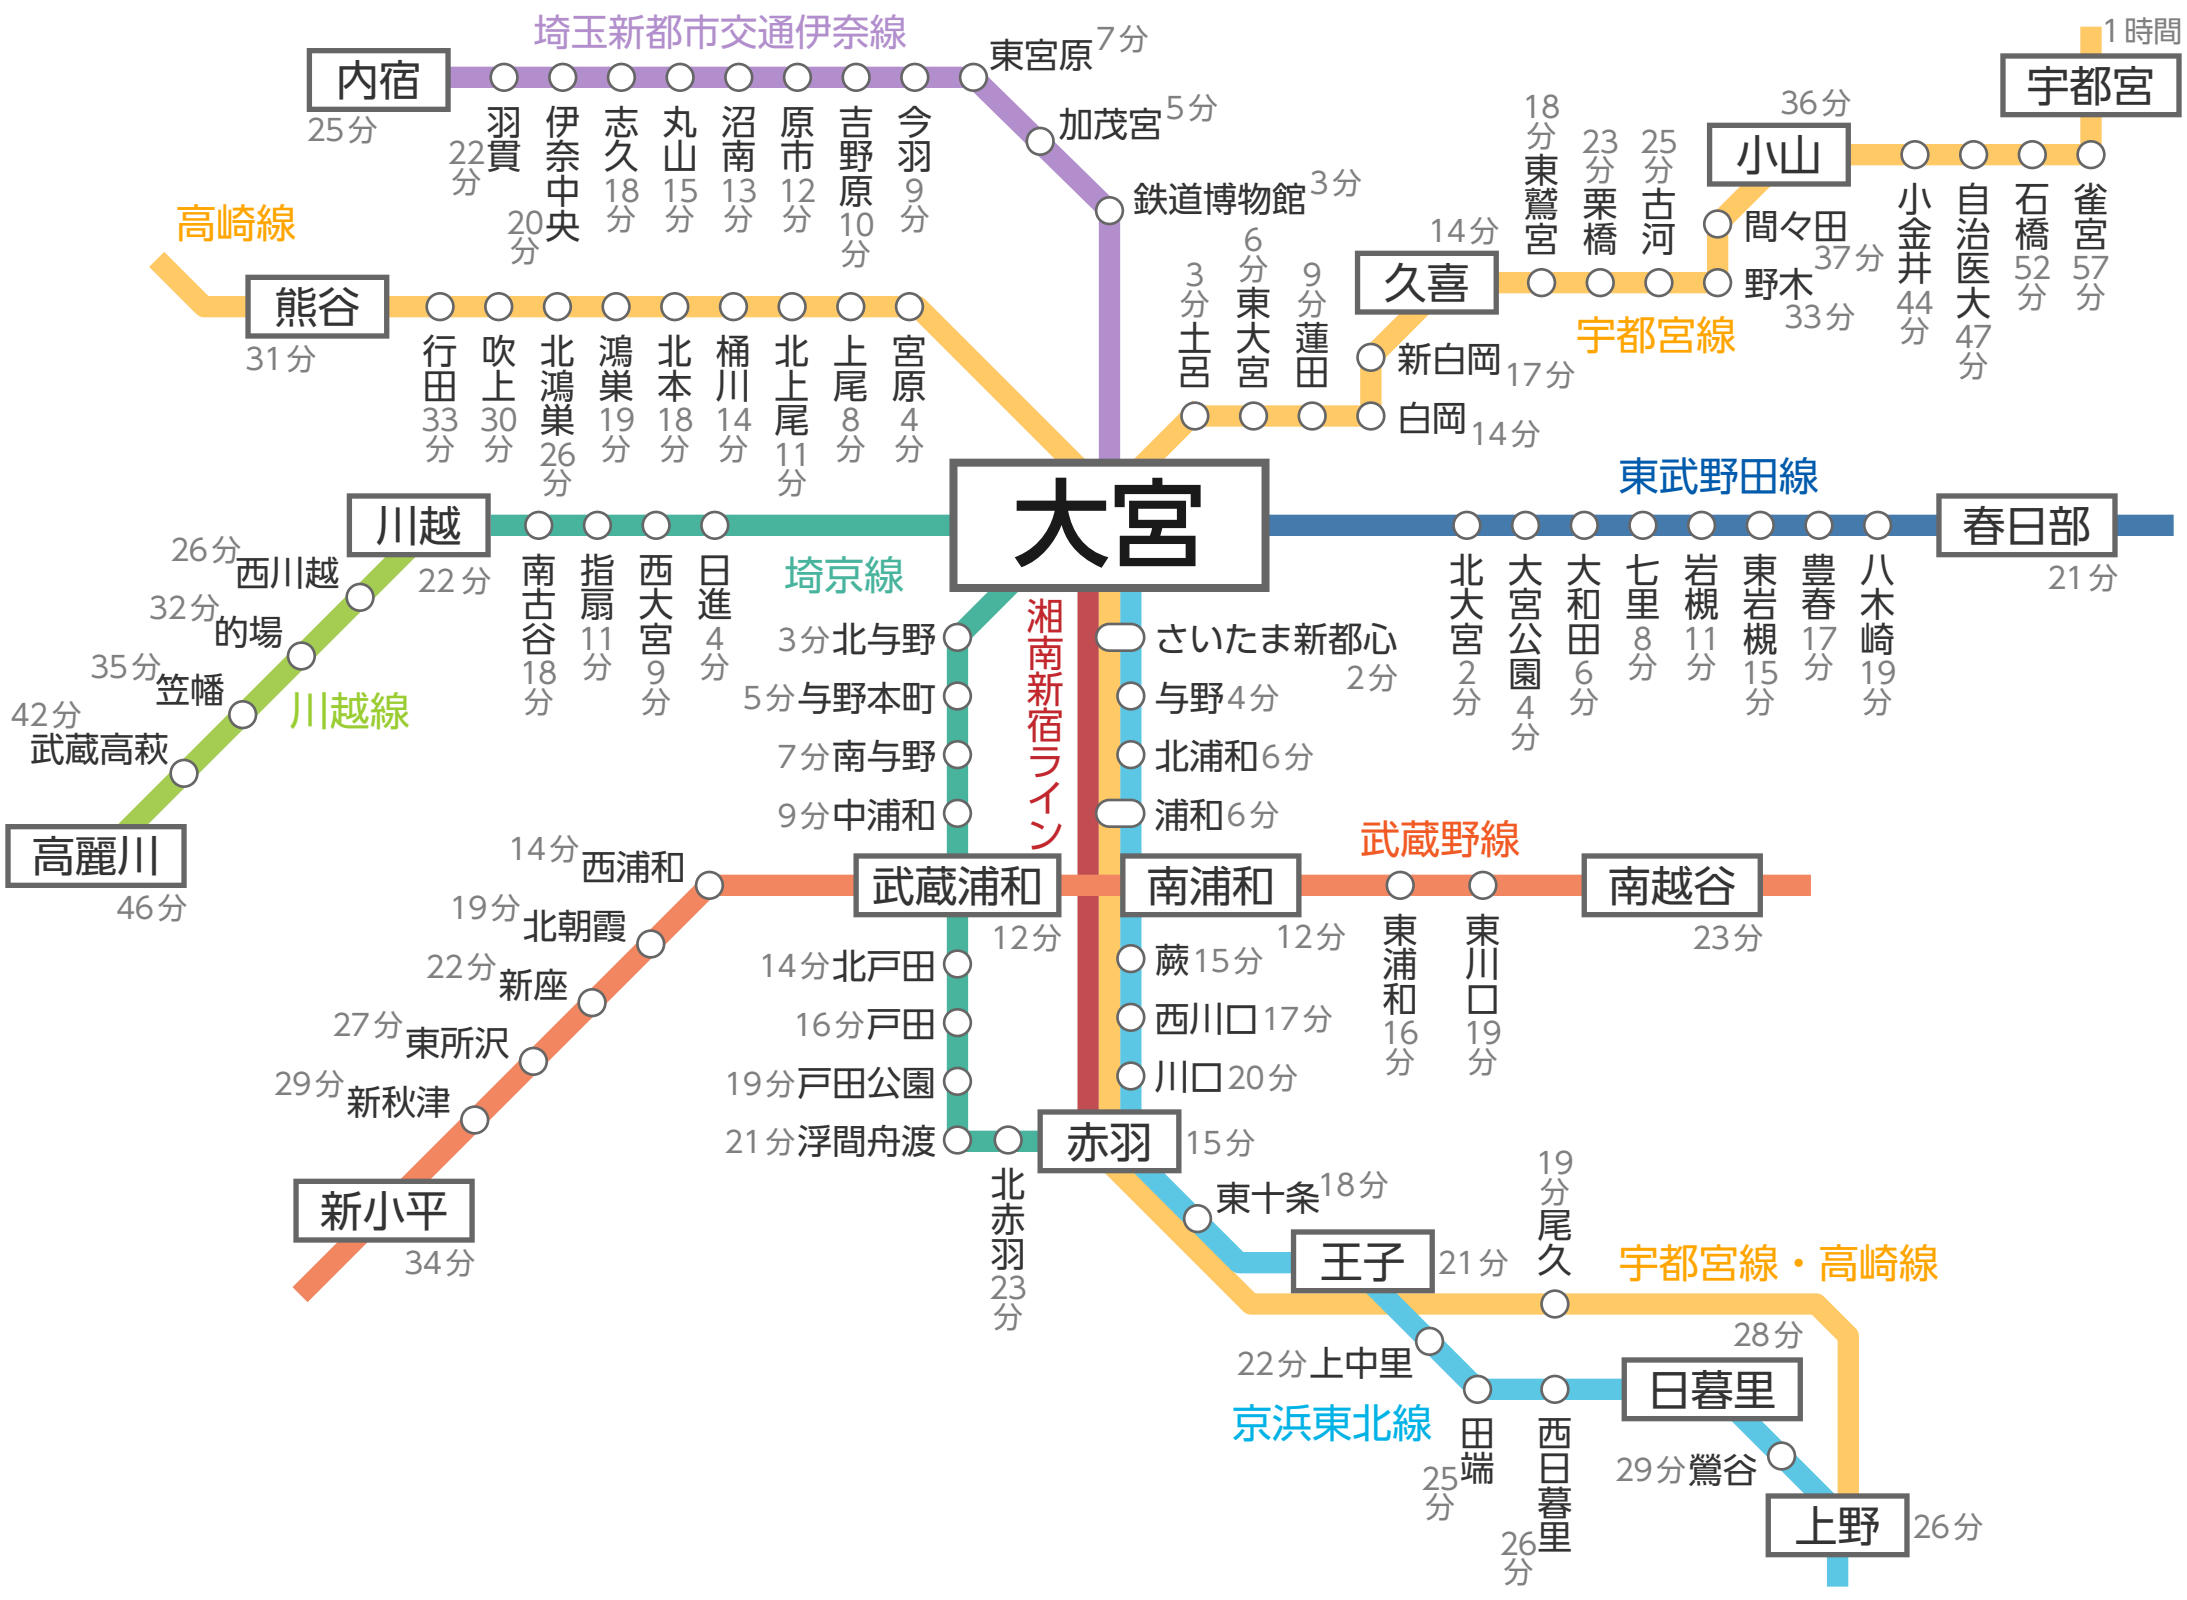 埼玉新都市交通伊奈線
内宿
25分
羽貫
22分
伊奈中央
20分
志久
18分
丸山
15分
沼南
13分
原市
12分
吉野原
10分
今羽
9分
東宮原
7分
加茂宮
5分
鉄道博物館
3分
高崎線
熊谷
31分
行田
33分
吹上
30分
北鴻巣
26分
鴻巣
19分
北本
18分
桶川
14分
北上尾
11分
上尾
8分
宮原
4分
1時間
宇都宮
雀宮
57分
石橋
52分
自治医大
47分
小金井
44分
小山
36分
間々田
37分
野木
33分
古河
25分
栗橋
23分
東鷲宮
18分
宇都宮線
久喜
14分
新白岡
17分
白岡
14分
蓮田
9分
東大宮
6分
土呂
3分
大宮
東武野田線
春日部
21分
北大宮
2分
大宮公園
4分
大和田
6分
七里
8分
岩槻
11分
東岩槻
15分
豊春
17分
八木崎
19分
川越
22分
南古谷
18分
指扇
11分
西大宮
9分
日進
4分
埼京線
26分
西川越
32分
的場
35分
笠幡
42分
武蔵高萩
川越線
高麗川
46分
3分北与野
5分与野本町
7分南与野
9分中浦和
湘南新宿ライン
さいたま新都心
2分
与野4分
北浦和6分
浦和6分
武蔵野線
武蔵浦和
12分
南浦和
12分
東浦和
16分
東川口
19分
南越谷
23分
14分
西浦和
19分
北朝霞
22分
新座
27分
東所沢
29分
新秋津
新小平
34分
14分北戸田
16分戸田
19分戸田公園
21分浮間舟渡
北赤羽
23分
蕨15分
西川口17分
川口20分
赤羽
15分
東十条
18分
王子
21分
19分
尾久
宇都宮線・高崎線
22分上中里
京浜東北線
田端
25分
西日暮里
26分
28分
日暮里
29分鶯谷
上野
26分